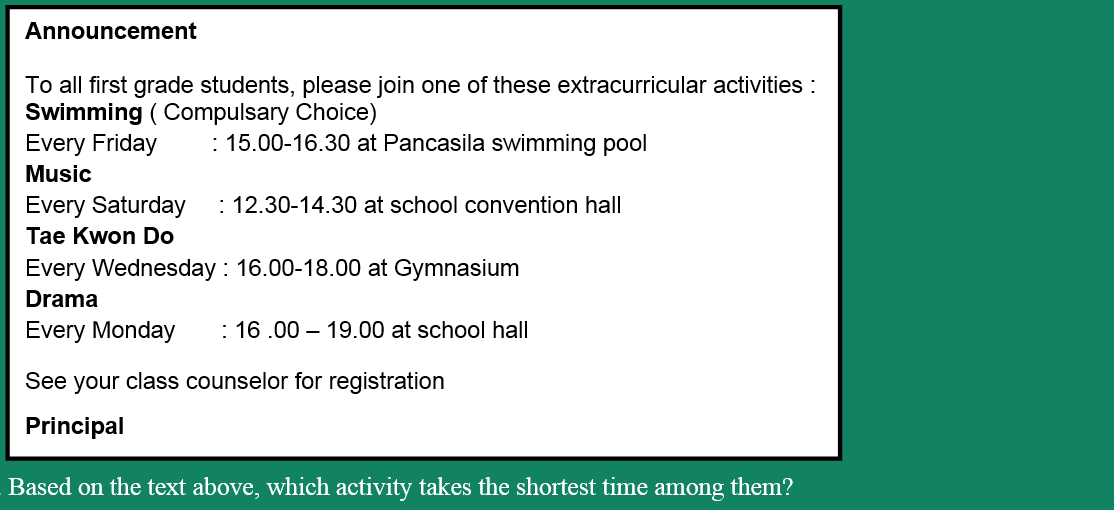 Announcement
To all first grade students, please join one of these extracurricular activities :
Swimming ( Compulsary Choice)
Every Friday : 15.00-16.30 at Pancasila swimming pool
Music
Every Saturday : 12.30-14.30 at school convention hall
Tae Kwon Do
Every Wednesday : 16.00-18.00 at Gymnasium
Drama
Every Monday : 16 .00 – 19.00 at school hall
See your class counselor for registration
Principal
. Based on the text above, which activity takes the shortest time among them?